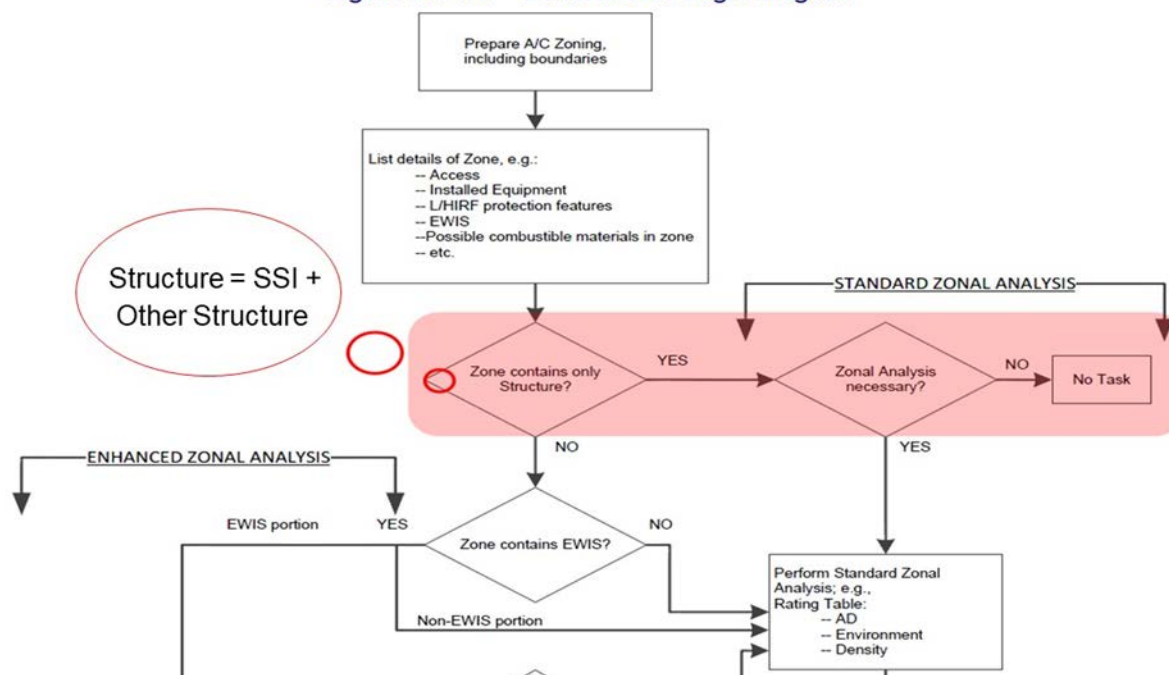 Prepare A/C Zoning,
including boundaries
List details of Zone, e.g.:
-- Access
-- Installed Equipment
-- L/HIRF protection features
-- EWIS
--Possible combustible materials in zone
-- etc.
Structure = SSI +
Other Structure
STANDARD ZONAL ANALYSIS
Zone contains only
Structure?
YES
Zonal Analysis
necessary?
NO
No Task
NO
YES
ENHANCED ZONAL ANALYSIS
EWIS portion
YES
Zone contains EWIS?
NO
Perform Standard Zonal
Analysis; e.g.,
Rating Table:
-- AD
-- Environment
-- Density
Non-EWIS portion